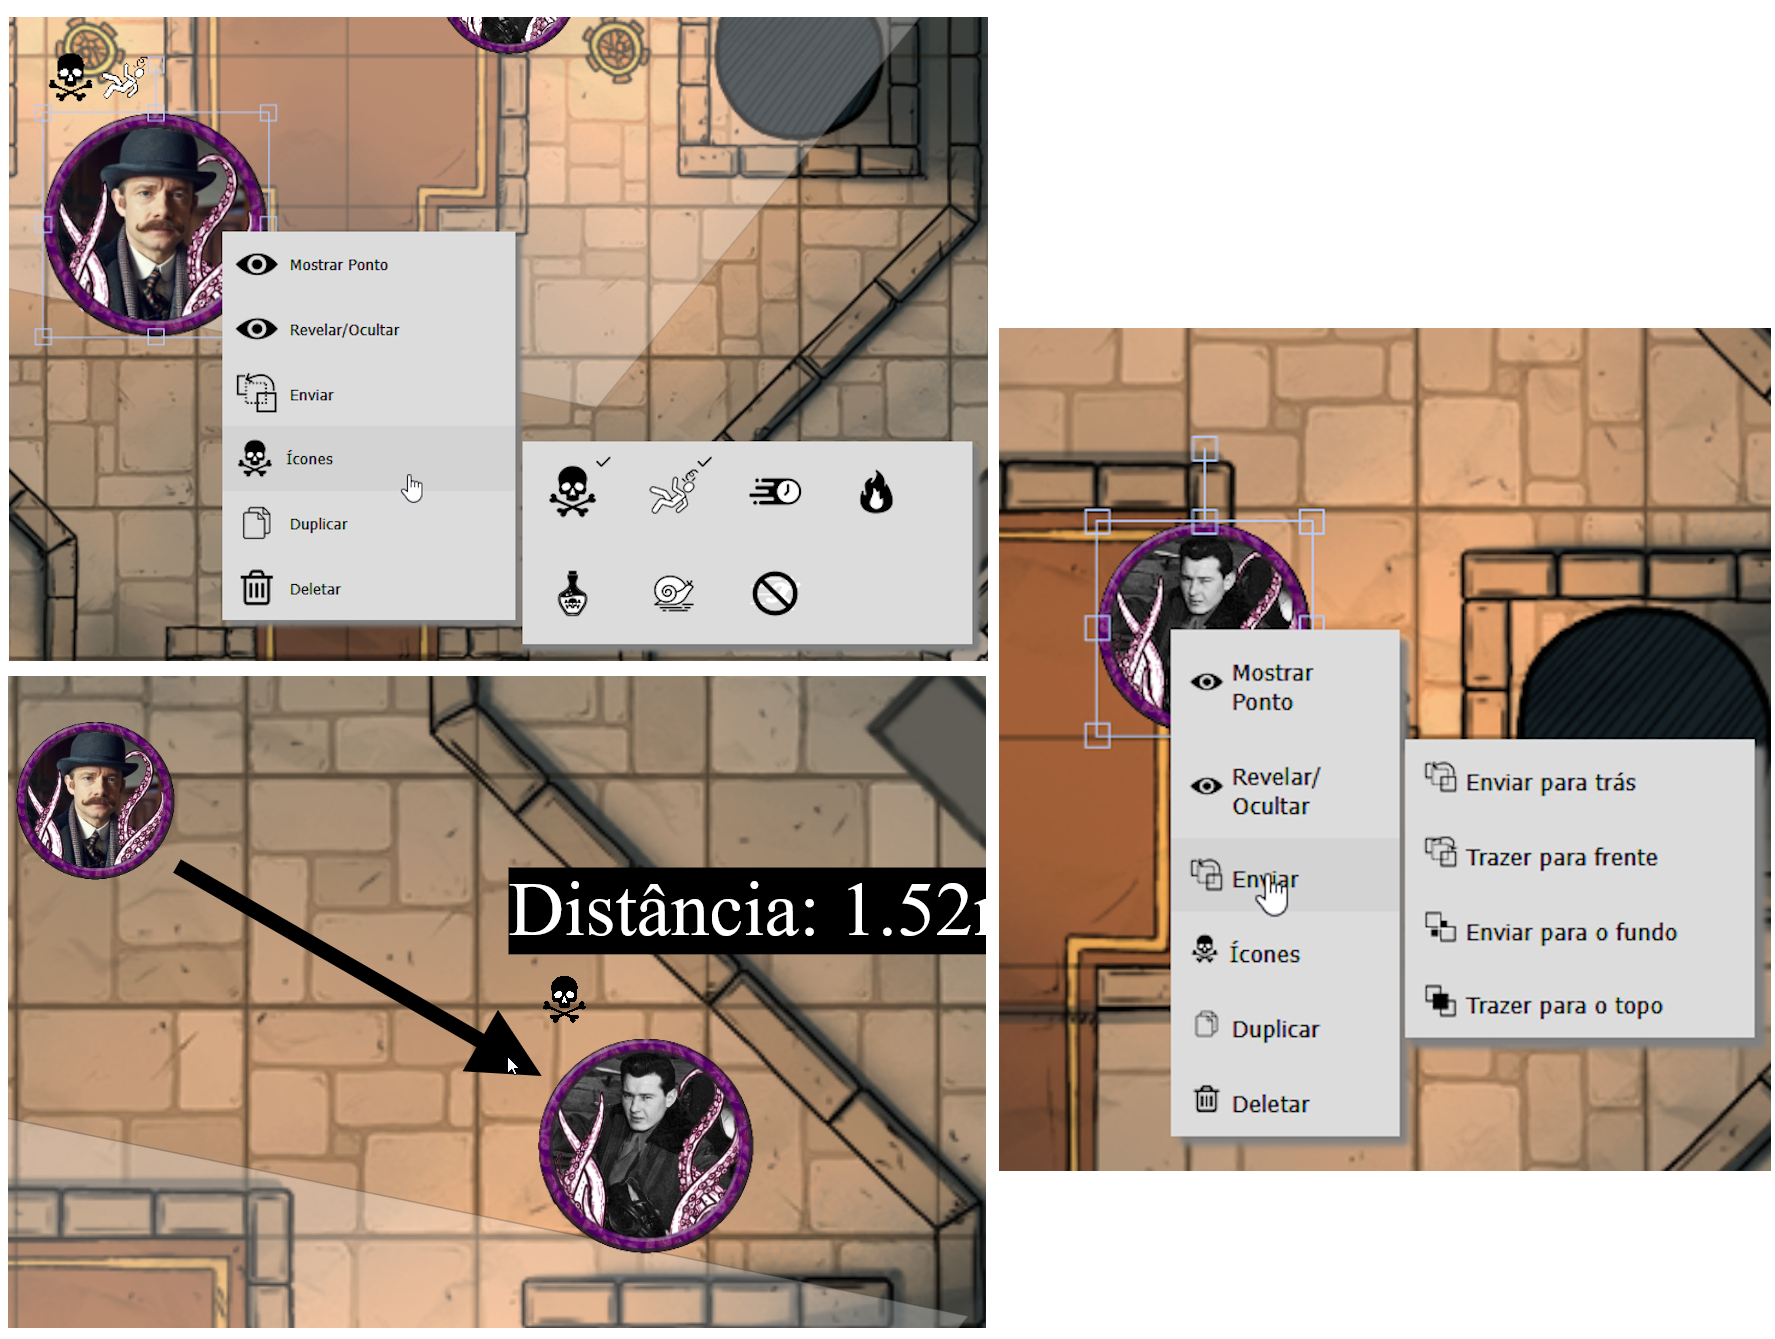 Mostrar Ponto
Revelar/Ocultar
Enviar
Ícones
Duplicar
Deletar
Distância: 1.52
Mostrar
Ponto
Revelar/
Ocultar
Enviar
Ícones
Duplicar
Deletar
Enviar para trás
Trazer para frente
Enviar para o fundo
Trazer para o topo